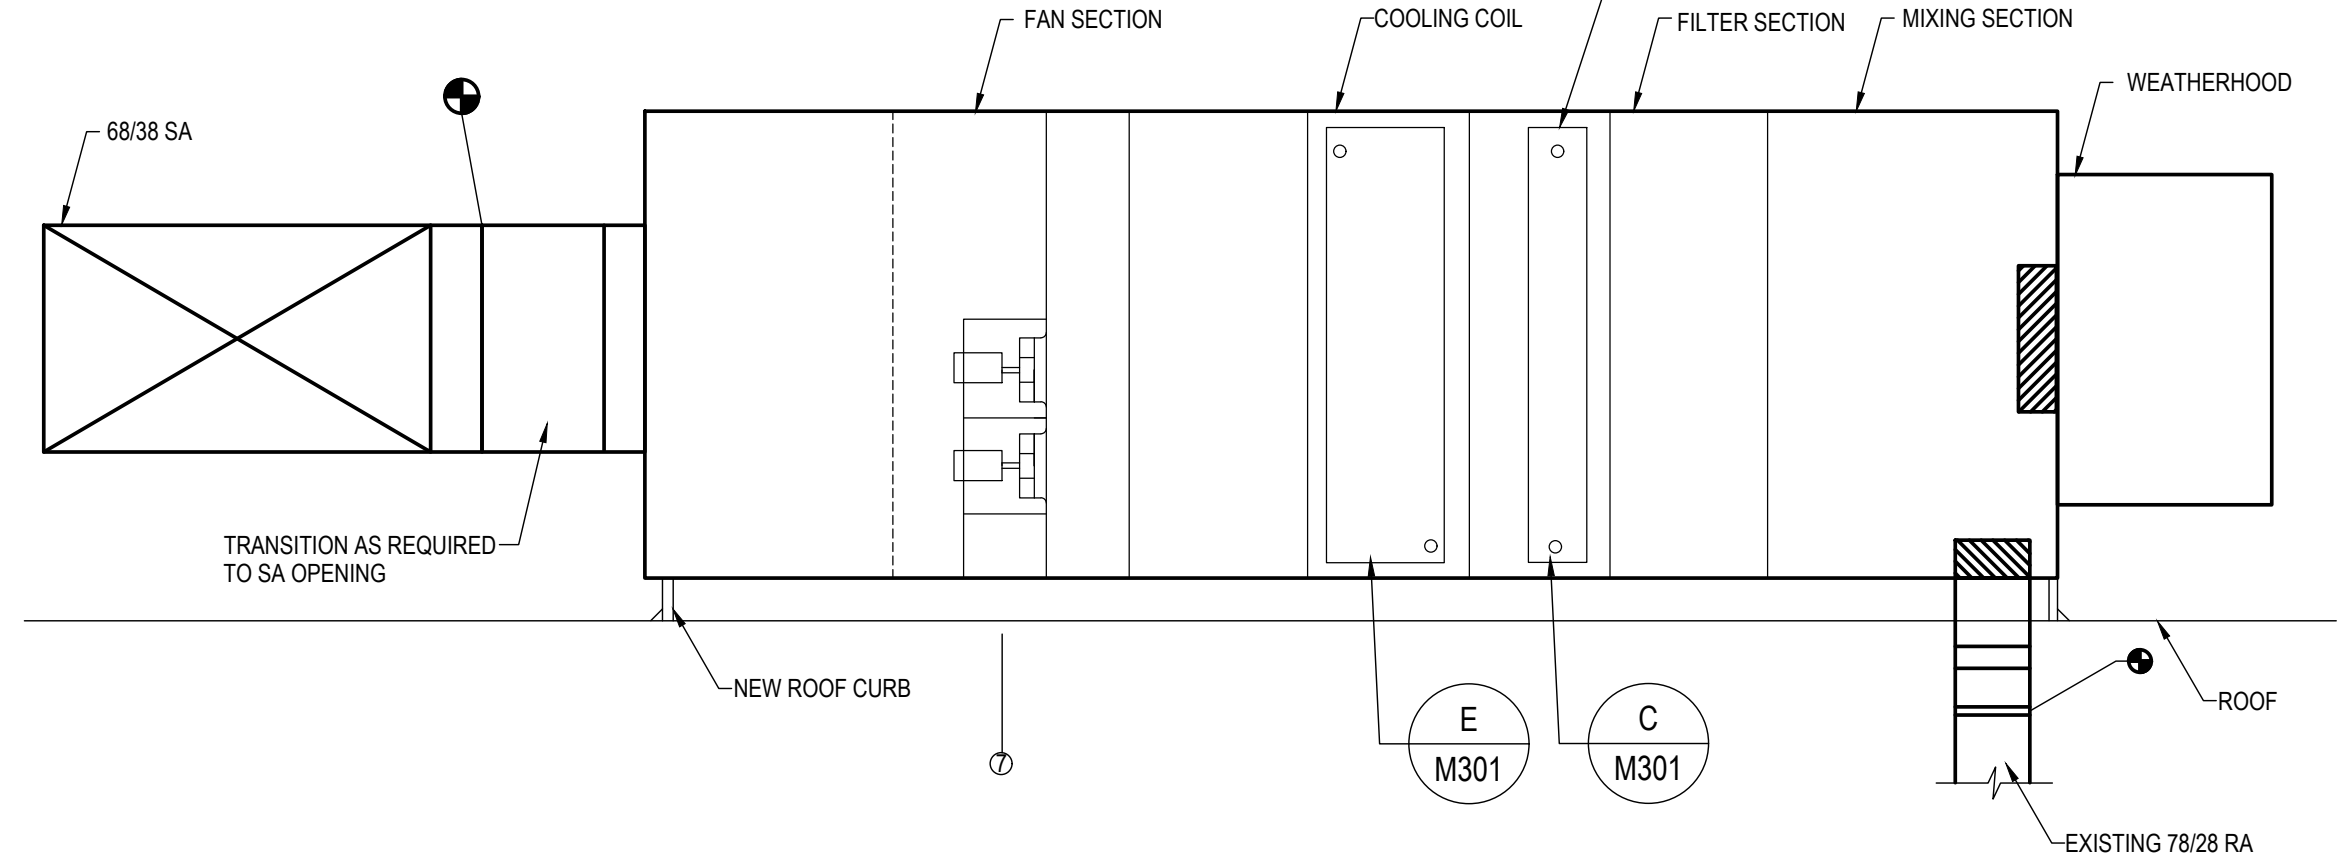 FAN SECTION
COOLING COIL
FILTER SECTION
MIXING SECTION
WEATHERHOOD
68/38 SA
TRANSITION AS REQUIRED
TO SA OPENING
NEW ROOF CURB
ROOF
E
M301
C
M301
7
EXISTING 78/28 RA